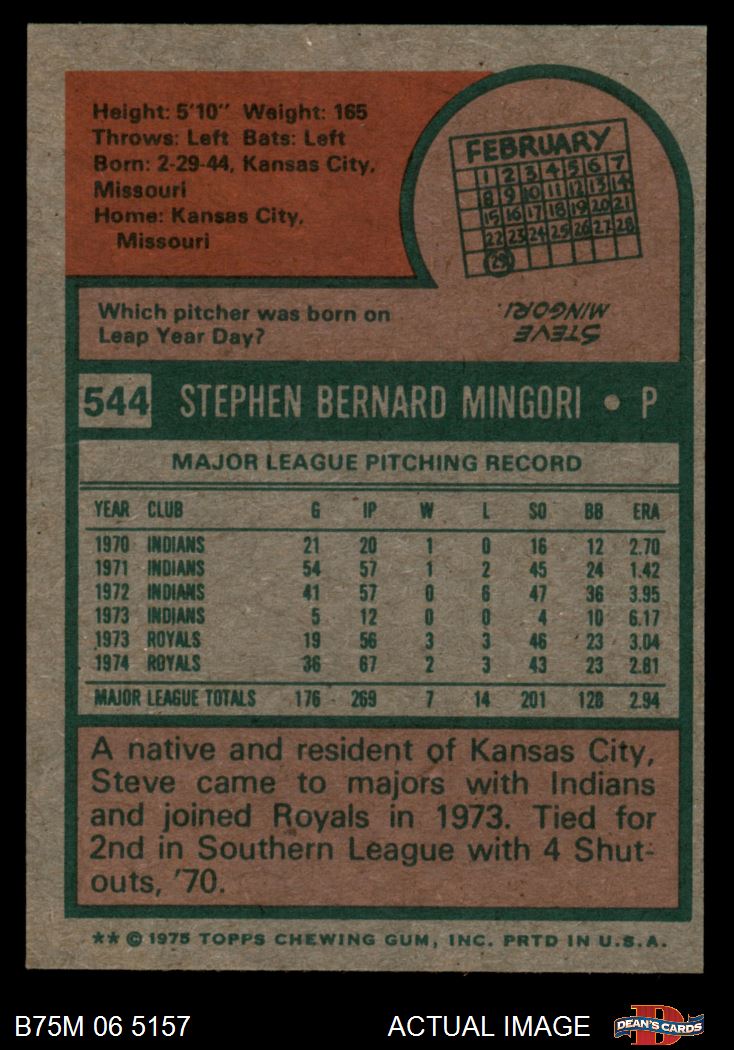 Height: 5'10" Weight: 165
Throws: Left Bats: Left
Born: 2-29-44, Kansas City,
Missouri
Home: Kansas City,
Missouri
FEBRUARY
1 2 3 4 5 6 7
8 9 10 11 12 13 14
15 16 17 18 19 20 21
22 23 24 25 26 27 28
29
Which pitcher was born on
Leap Year Day?
STEVE
MINGORI.
544 STEPHEN BERNARD MINGORI • P
MAJOR LEAGUE PITCHING RECORD
YEAR CLUB G IP W L SO BB ERA
1970 INDIANS 21 20 1 0 16 12 2.70
1971 INDIANS 54 57 1 2 45 24 1.42
1972 INDIANS 41 57 0 6 47 36 3.95
1973 INDIANS 5 12 0 0 4 10 6.17
1973 ROYALS 19 56 3 3 46 23 3.04
1974 ROYALS 36 67 2 3 43 23 2.81
MAJOR LEAGUE TOTALS 176 269 7 14 201 128 2.94
A native and resident of Kansas City,
Steve came to majors with Indians
and joined Royals in 1973. Tied for
2nd in Southern League with 4 Shut-
outs, '70.
** © 1975 TOPPS CHEWING GUM, INC. PRTD IN U.S.A.
B75M 06 5157 ACTUAL IMAGE D DEAN'S CARDS